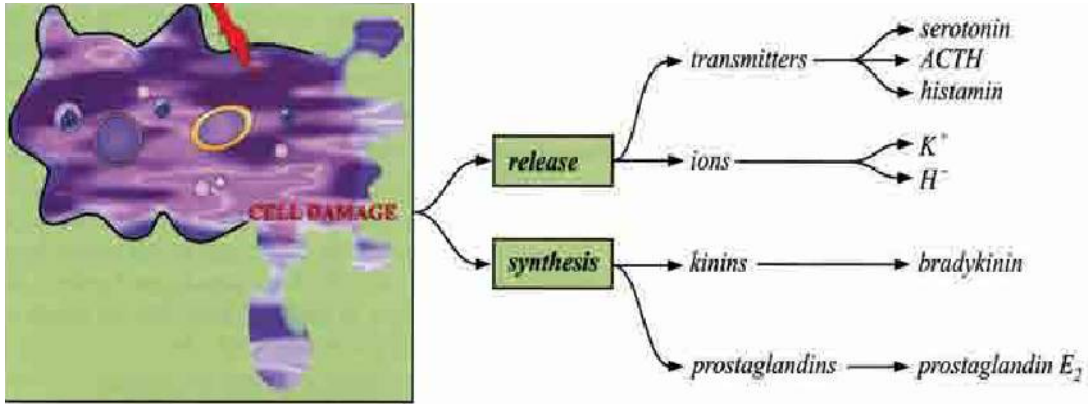 serotonin
transmitters
ACTH
histamin
K+
release
ions
H-
CELL DAMAGE
synthesis
kinins
bradykinin
prostaglandins
prostaglandin E2